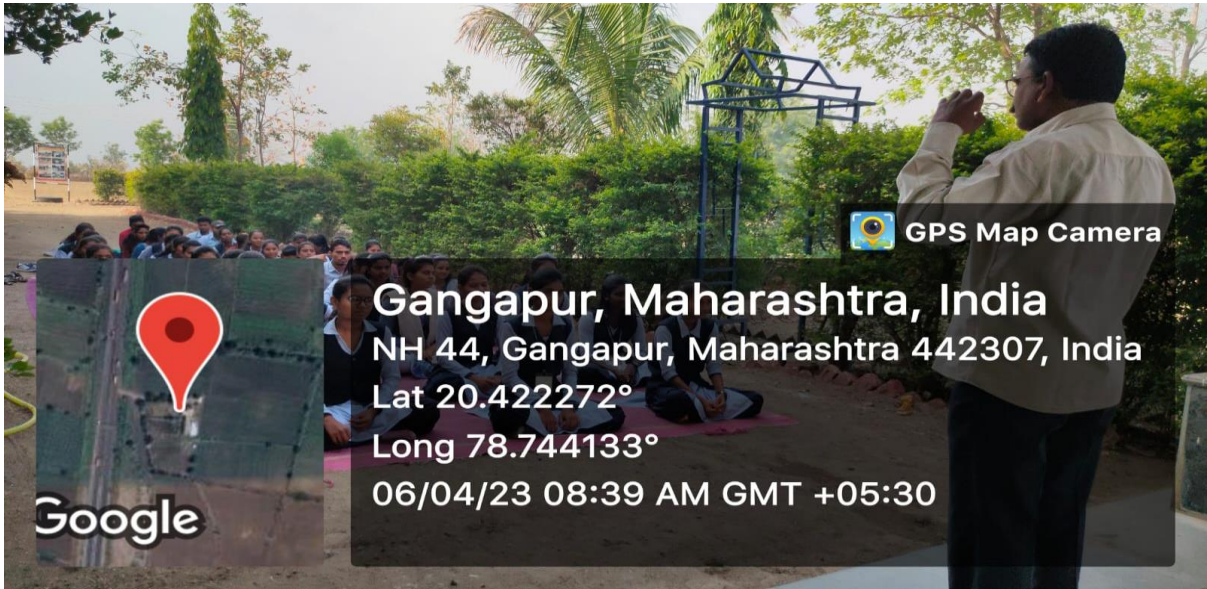 GPS Map Camera
Gangapur, Maharashtra, India
NH 44, Gangapur, Maharashtra 442307, India
Lat 20.422272°
Long 78.744133°
06/04/23 08:39 AM GMT +05:30
Google